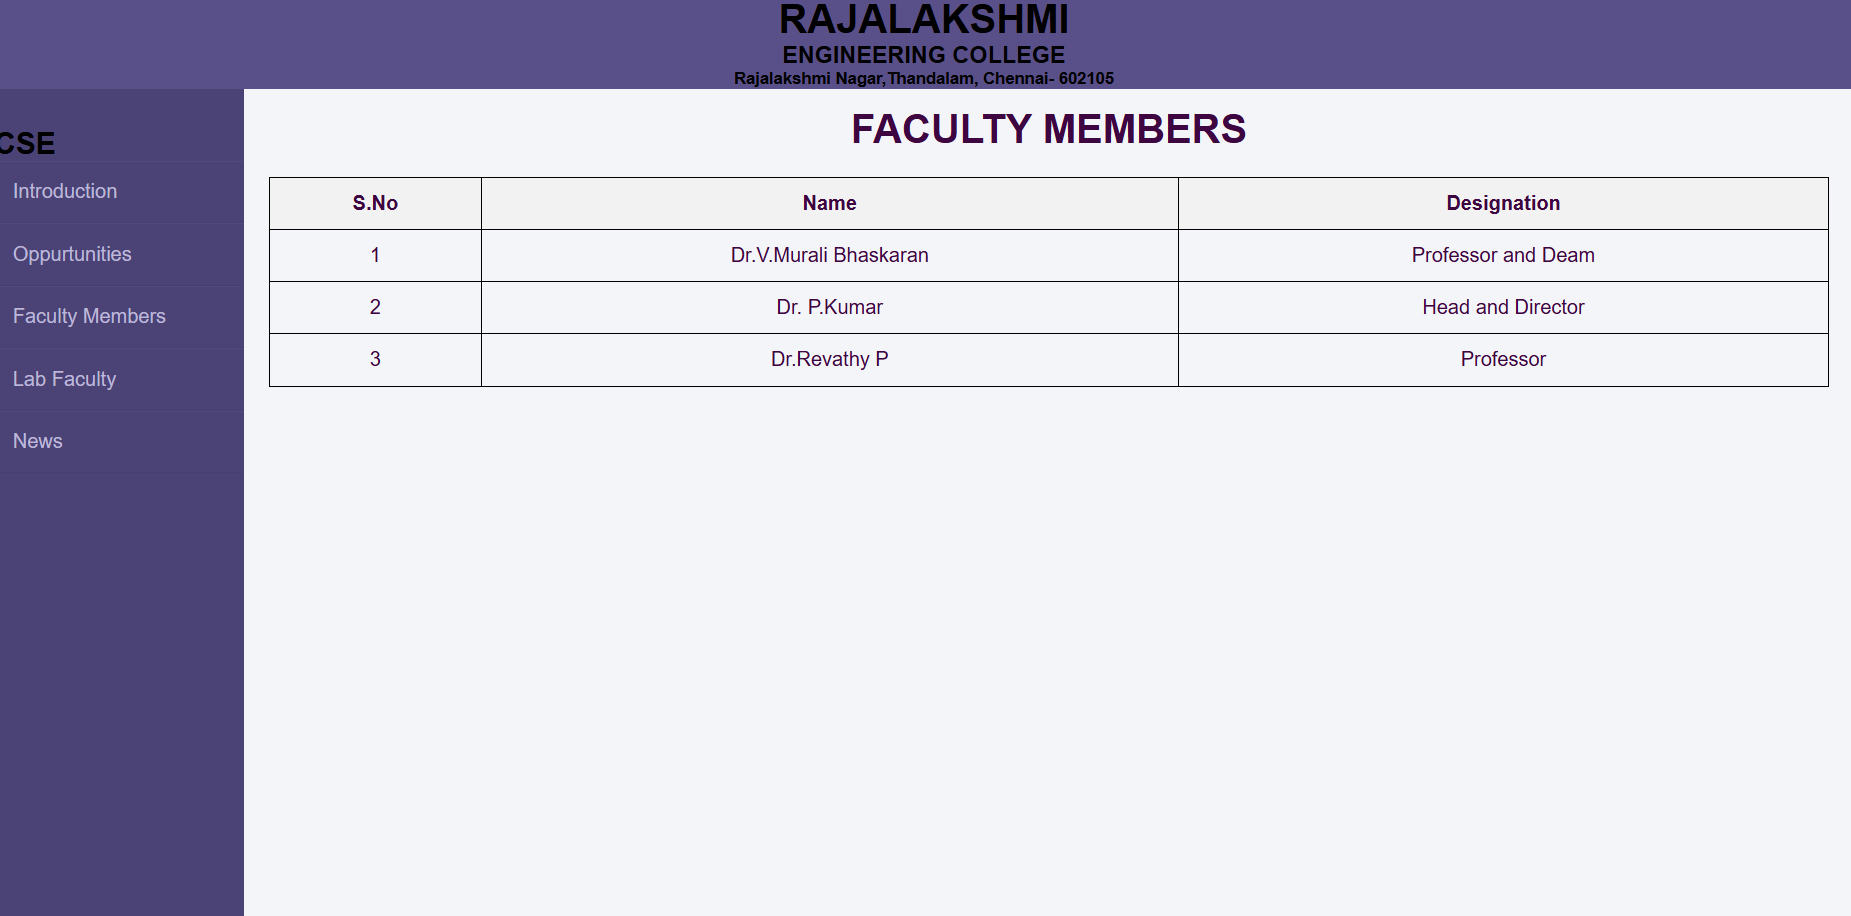 RAJALAKSHMI
ENGINEERING COLLEGE
Rajalakshmi Nagar,Thandalam, Chennai- 602105
CSE
Introduction
Oppurtunities
Faculty Members
Lab Faculty
News
FACULTY MEMBERS
S.No Name Designation
1 Dr.V.Murali Bhaskaran Professor and Deam
2 Dr. P.Kumar Head and Director
3 Dr.Revathy P Professor